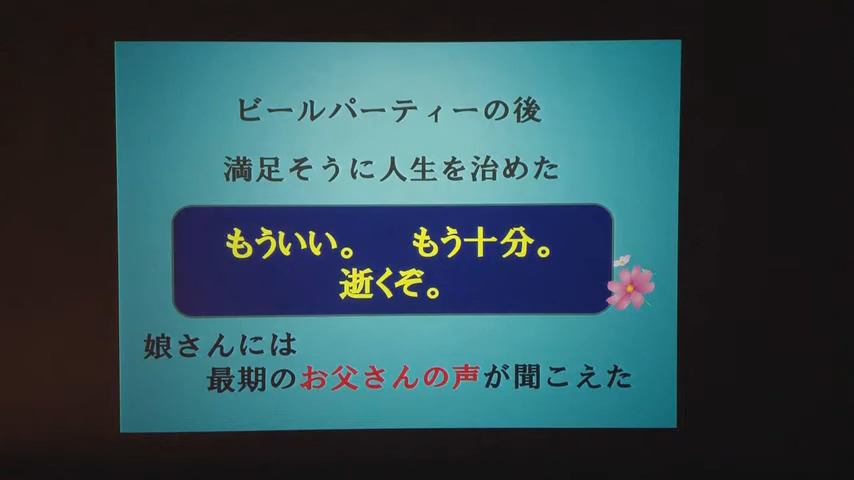 ビールパーティーの後
満足そうに人生を治めた
もういい。 もう十分。
逝くぞ。
娘さんには
最期のお父さんの声が聞こえた